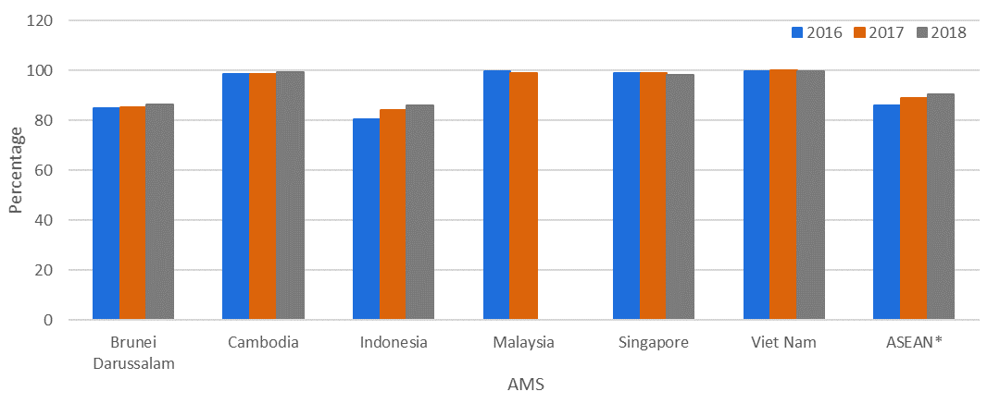 120
2016 2017 2018
100
80
60
40
20
0
Percentage
Brunei
Darussalam
Cambodia
Indonesia
Malaysia
Singapore
Viet Nam
ASEAN*
AMS